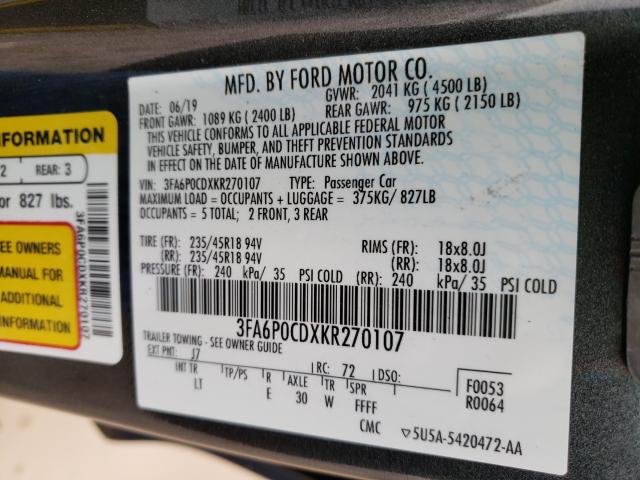 MFD. BY FORD MOTOR CO.
DATE: 06/19 GVWR: 2041 KG ( 4500 LB)
FRONT GAWR: 1089 KG ( 2400 LB) REAR GAWR: 975 KG ( 2150 LB)
THIS VEHICLE CONFORMS TO ALL APPLICABLE FEDERAL MOTOR
VEHICLE SAFETY, BUMPER, AND THEFT PREVENTION STANDARDS
IN EFFECT ON THE DATE OF MANUFACTURE SHOWN ABOVE.
VIN: 3FA6P0CDXKR270107 TYPE: Passenger Car
MAXIMUM LOAD = OCCUPANTS + LUGGAGE = 375KG/ 827LB
OCCUPANTS = 5 TOTAL; 2 FRONT, 3 REAR
TIRE (FR): 235/45R18 94V RIMS (FR): 18x8.0J
(RR): 235/45R18 94V (RR): 18x8.0J
PRESSURE (FR): 240 kPa/ 35 PSI COLD (RR): 240 kPa/ 35 PSI COLD
3FA6P0CDXKR270107
TRAILER TOWING - SEE OWNER GUIDE
EXT PNT: J7 RC: 72 DSO:
INT TR TP/PS R AXLE TR SPR
LT E 30 W FFFF
F0053
R0064
CMC ▽5U5A-5420472-AA
INFORMATION
2 REAR: 3
or 827 lbs.
SEE OWNERS
MANUAL FOR
ADDITIONAL
INFORMATION
3FA6P0CDXKR270107